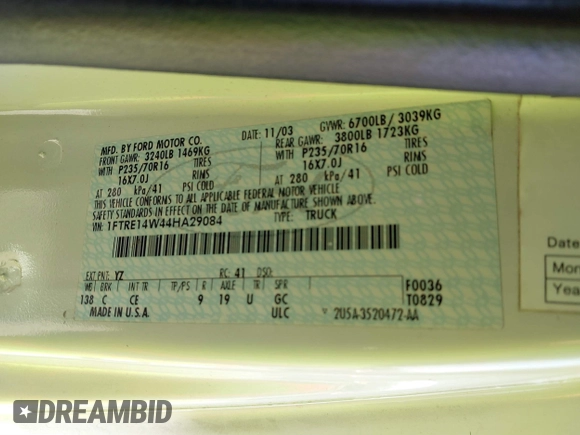 MFD. BY FORD MOTOR CO.
DATE: 11/03 GVWR: 6700LB/ 3039KG
FRONT GAWR: 3240LB 1469KG REAR GAWR: 3800LB 1723KG
WITH P235/70R16 TIRES WITH P235/70R16 TIRES
16X7.0J RIMS 16X7.0J RIMS
AT 280 kPa/41 PSI COLD AT 280 kPa/41 PSI COLD
THIS VEHICLE CONFORMS TO ALL APPLICABLE FEDERAL MOTOR VEHICLE
SAFETY STANDARDS IN EFFECT ON THE DATE OF MANUFACTURE SHOWN ABOVE.
VIN: 1FTRE14W44HA29084 TYPE: TRUCK
EXT PNT: YZ RC: 41 DSO:
WB BRK INT TR TP/PS R AXLE TR SPR F0036
138 C CE 9 19 U GC T0829
MADE IN U.S.A. ULC 2U5A-3520472-AA
Date
Mon
Yea
DREAMBID